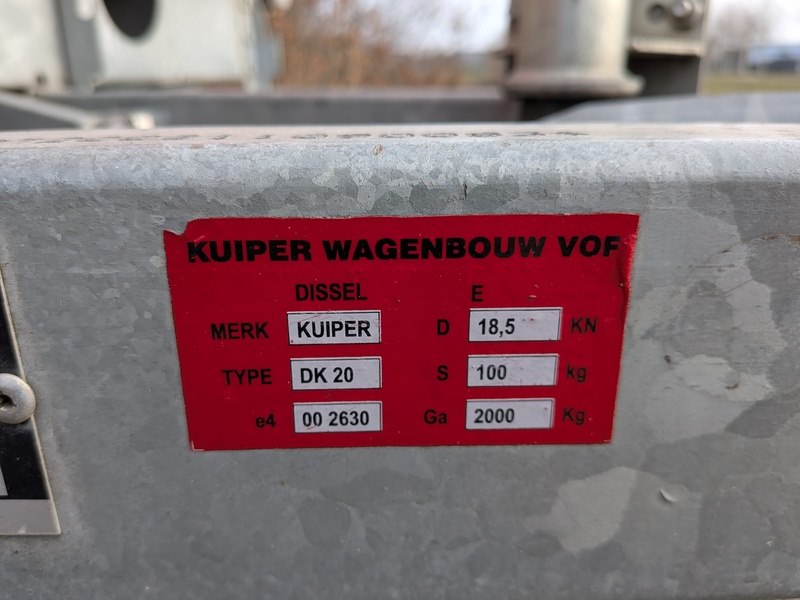 KUIPER WAGENBOUW VOF
DISSEL E
MERK KUIPER D 18,5 KN
TYPE DK 20 S 100 kg
e4 00 2630 Ga 2000 Kg